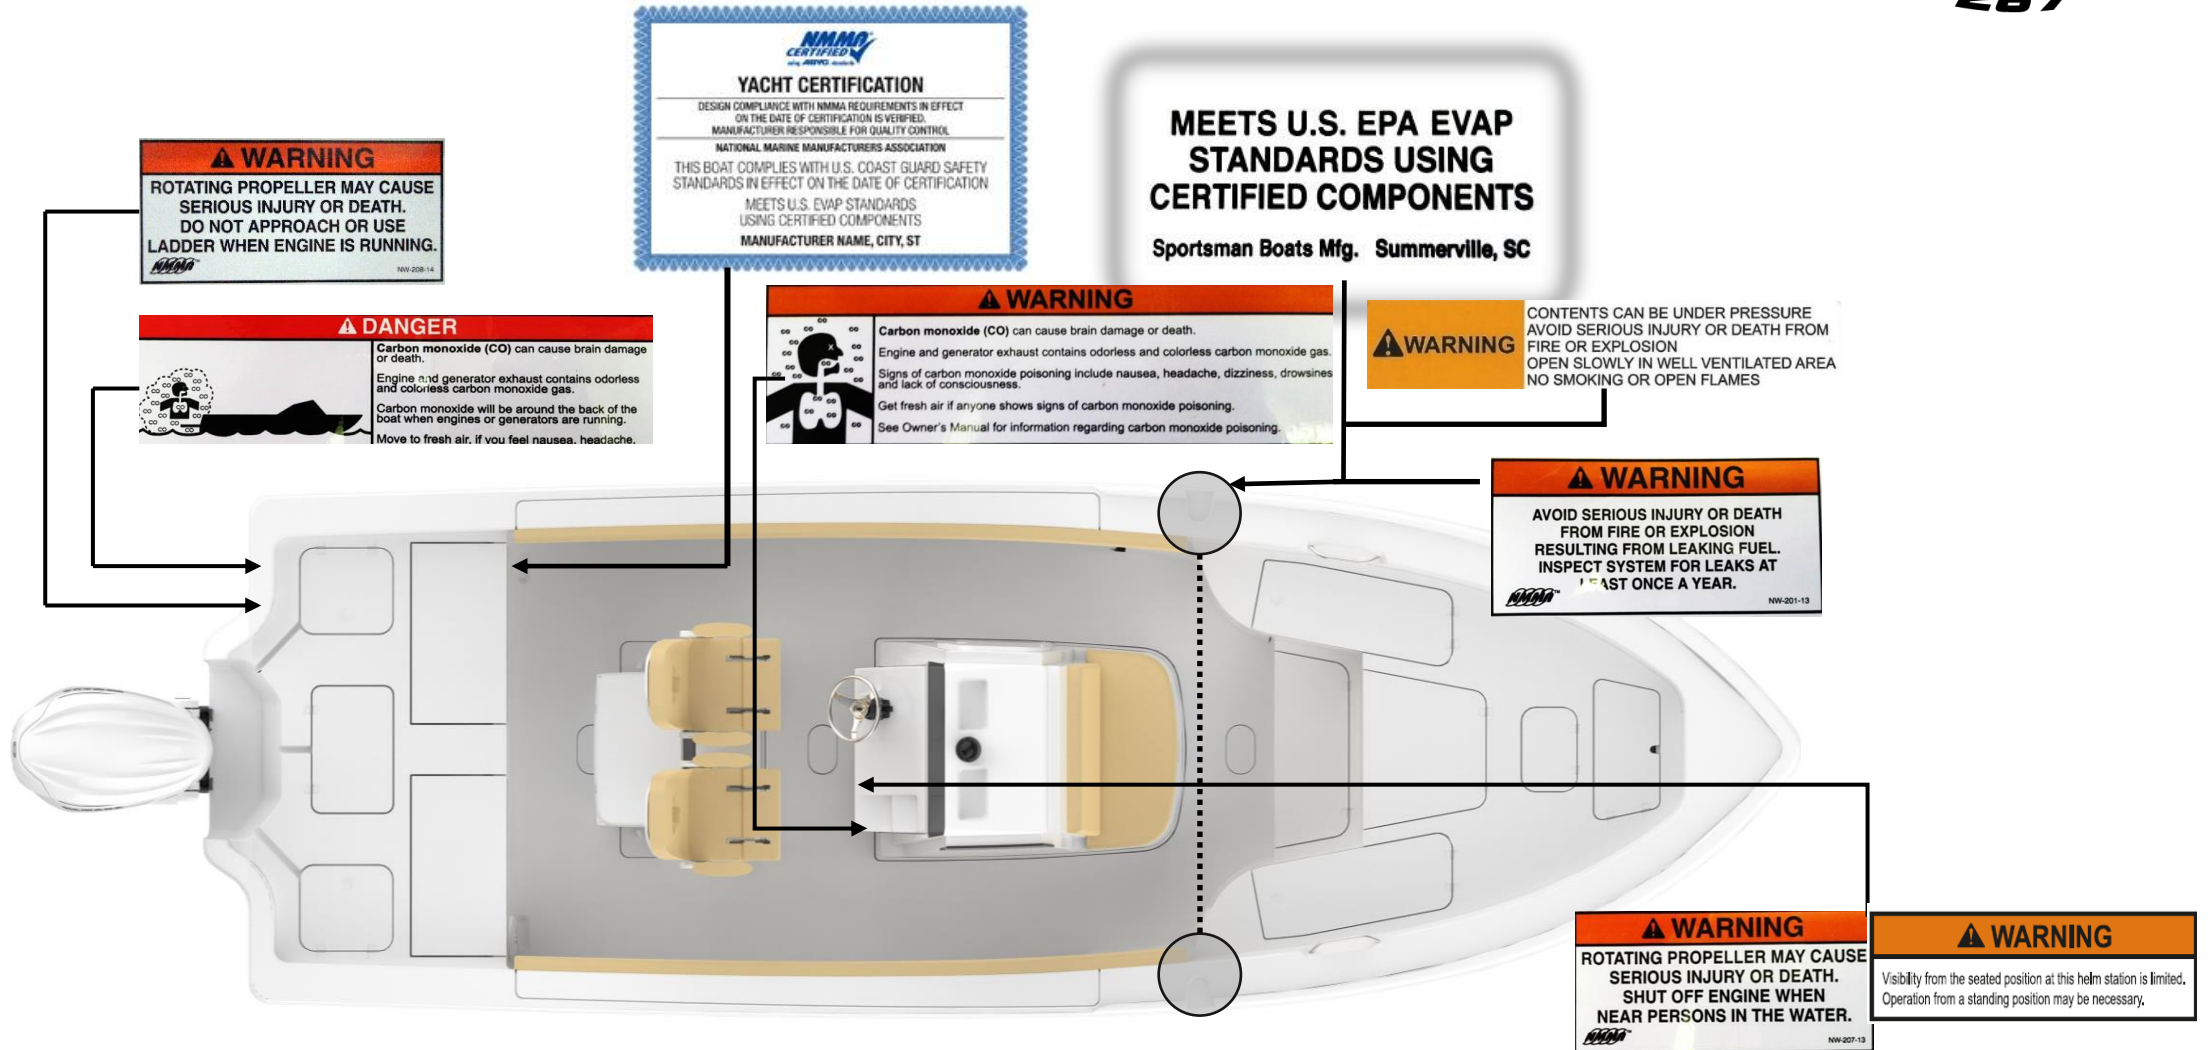 267
NMMA
CERTIFIED
using ABYC standards
YACHT CERTIFICATION
DESIGN COMPLIANCE WITH NMMA REQUIREMENTS IN EFFECT
ON THE DATE OF CERTIFICATION IS VERIFIED.
MANUFACTURER RESPONSIBLE FOR QUALITY CONTROL
NATIONAL MARINE MANUFACTURERS ASSOCIATION
THIS BOAT COMPLIES WITH U.S. COAST GUARD SAFETY
STANDARDS IN EFFECT ON THE DATE OF CERTIFICATION
MEETS U.S. EVAP STANDARDS
USING CERTIFIED COMPONENTS
MANUFACTURER NAME, CITY, ST
MEETS U.S. EPA EVAP
STANDARDS USING
CERTIFIED COMPONENTS
Sportsman Boats Mfg. Summerville, SC
WARNING
ROTATING PROPELLER MAY CAUSE
SERIOUS INJURY OR DEATH.
DO NOT APPROACH OR USE
LADDER WHEN ENGINE IS RUNNING.
NMMA™
NW-208-14
DANGER
Carbon monoxide (CO) can cause brain damage
or death.
Engine and generator exhaust contains odorless
and colorless carbon monoxide gas.
Carbon monoxide will be around the back of the
boat when engines or generators are running.
Move to fresh air, if you feel nausea, headache,
WARNING
Carbon monoxide (CO) can cause brain damage or death.
Engine and generator exhaust contains odorless and colorless carbon monoxide gas.
Signs of carbon monoxide poisoning include nausea, headache, dizziness, drowsines
and lack of consciousness.
Get fresh air if anyone shows signs of carbon monoxide poisoning.
See Owner's Manual for information regarding carbon monoxide poisoning.
WARNING
CONTENTS CAN BE UNDER PRESSURE
AVOID SERIOUS INJURY OR DEATH FROM
FIRE OR EXPLOSION
OPEN SLOWLY IN WELL VENTILATED AREA
NO SMOKING OR OPEN FLAMES
WARNING
AVOID SERIOUS INJURY OR DEATH
FROM FIRE OR EXPLOSION
RESULTING FROM LEAKING FUEL.
INSPECT SYSTEM FOR LEAKS AT
LEAST ONCE A YEAR.
NMMA™
NW-201-13
WARNING
ROTATING PROPELLER MAY CAUSE
SERIOUS INJURY OR DEATH.
SHUT OFF ENGINE WHEN
NEAR PERSONS IN THE WATER.
NMMA™
NW-207-13
WARNING
Visibility from the seated position at this helm station is limited.
Operation from a standing position may be necessary.